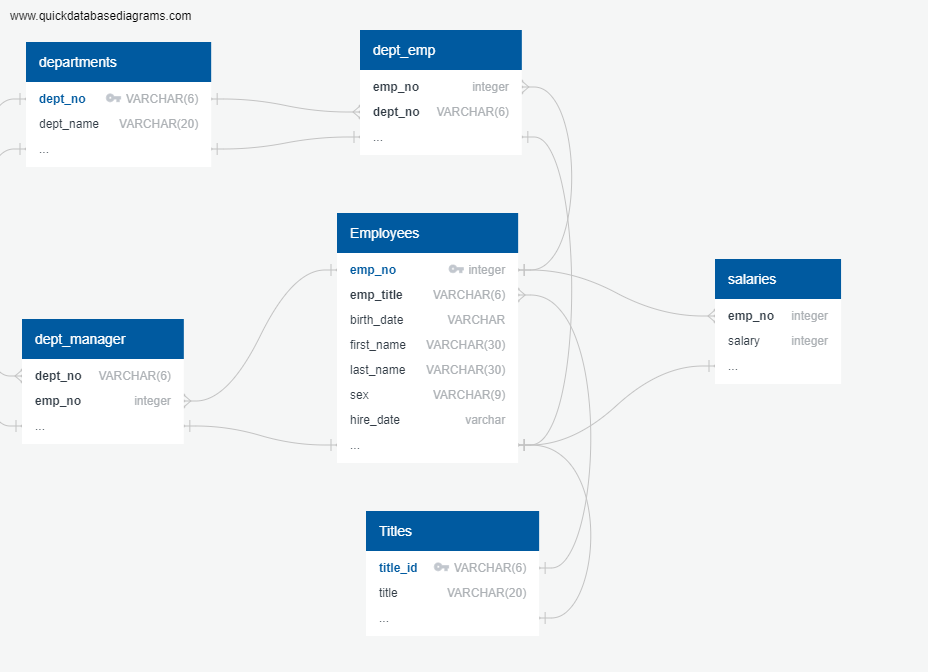 www.quickdatabasediagrams.com
departments
dept_no VARCHAR(6)
dept_name VARCHAR(20)
...
dept_emp
emp_no integer
dept_no VARCHAR(6)
...
Employees
emp_no integer
emp_title VARCHAR(6)
birth_date VARCHAR
first_name VARCHAR(30)
last_name VARCHAR(30)
sex VARCHAR(9)
hire_date varchar
...
salaries
emp_no integer
salary integer
...
dept_manager
dept_no VARCHAR(6)
emp_no integer
...
Titles
title_id VARCHAR(6)
title VARCHAR(20)
...